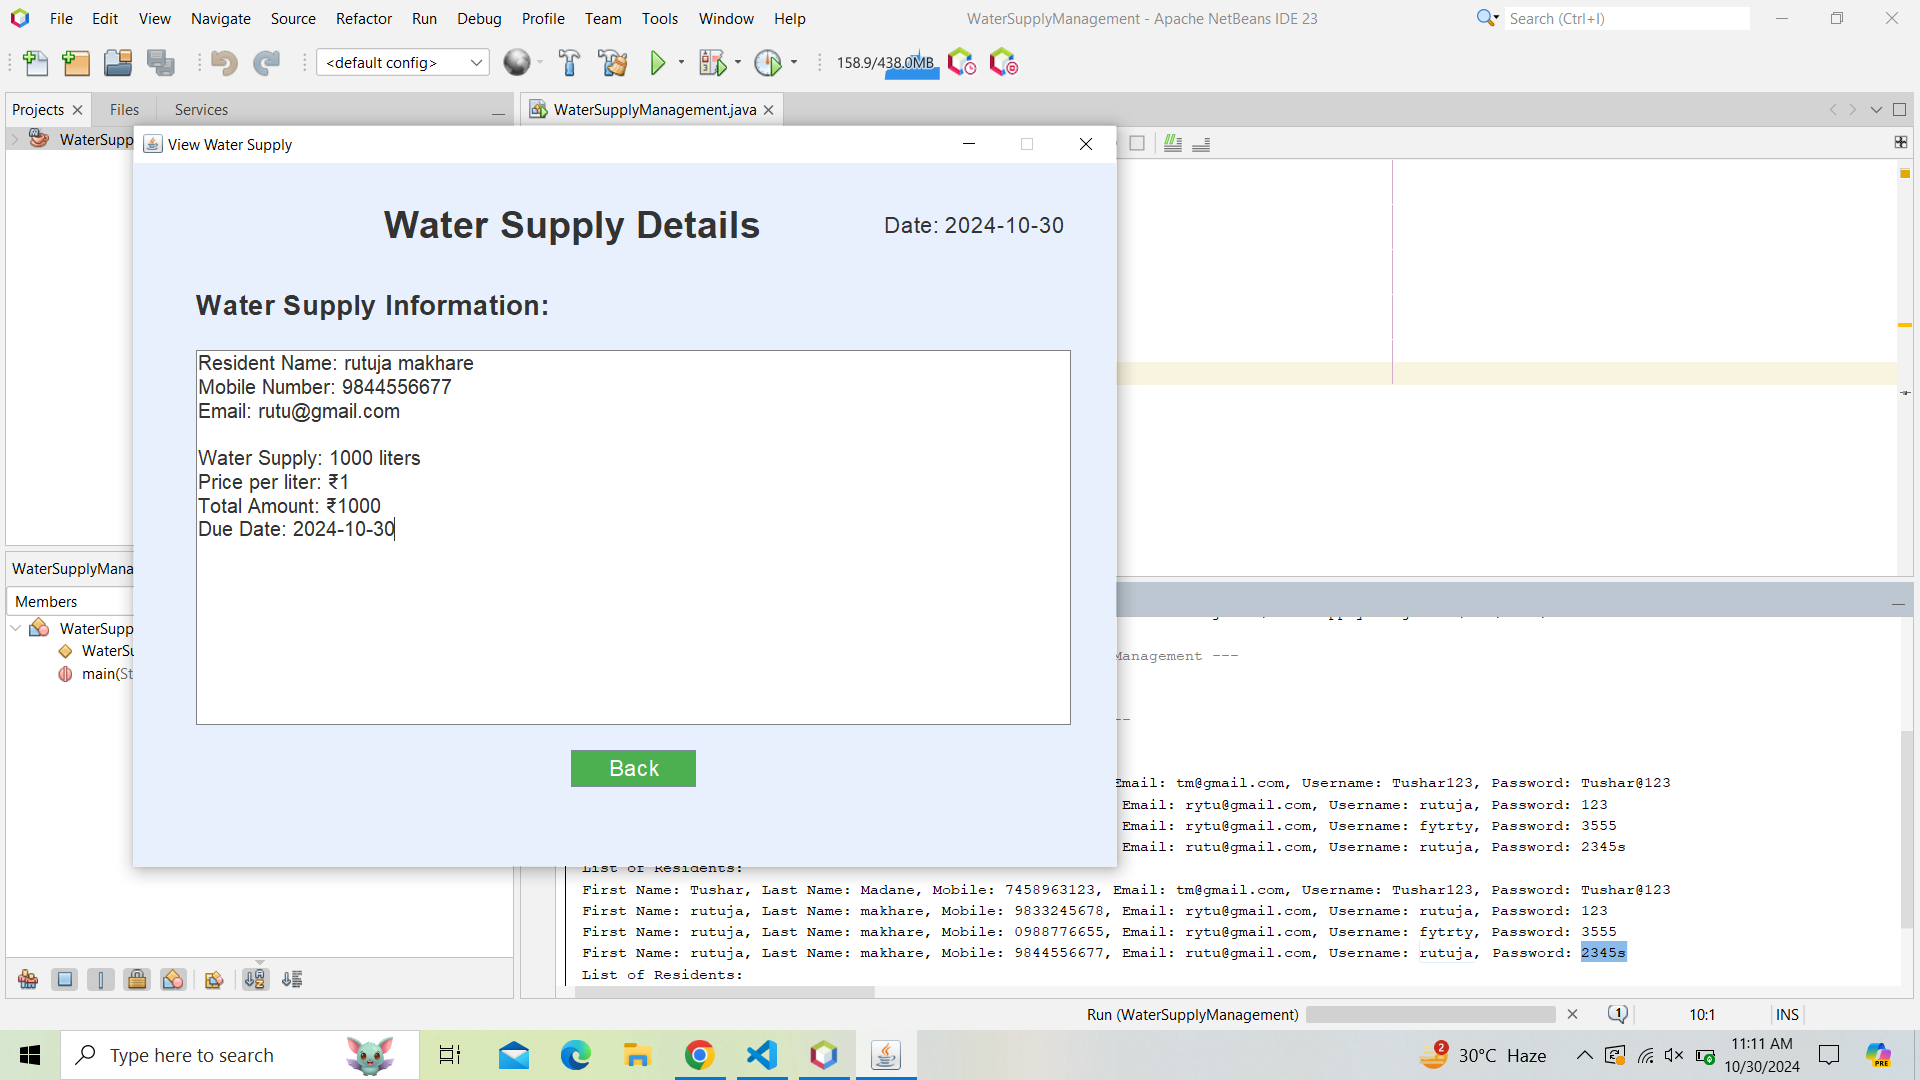 File Edit View Navigate Source Refactor Run Debug Profile Team Tools Window Help
WaterSupplyManagement - Apache NetBeans IDE 23
Search (Ctrl+I)
<default config>
158.9/438.0MB
Projects
Files
Services
WaterSupplyManagement.java
WaterSupp
View Water Supply
Water Supply Details
Date: 2024-10-30
Water Supply Information:
Resident Name: rutuja makhare
Mobile Number: 9844556677
Email: rutu@gmail.com
Water Supply: 1000 liters
Price per liter: ₹1
Total Amount: ₹1000
Due Date: 2024-10-30
Back
WaterSupplyMana
Members
WaterSupp
WaterSu
main(St
Management ---
--
Email: tm@gmail.com, Username: Tushar123, Password: Tushar@123
Email: rytu@gmail.com, Username: rutuja, Password: 123
Email: rytu@gmail.com, Username: fytrty, Password: 3555
Email: rutu@gmail.com, Username: rutuja, Password: 2345s
List of Residents:
First Name: Tushar, Last Name: Madane, Mobile: 7458963123, Email: tm@gmail.com, Username: Tushar123, Password: Tushar@123
First Name: rutuja, Last Name: makhare, Mobile: 9833245678, Email: rytu@gmail.com, Username: rutuja, Password: 123
First Name: rutuja, Last Name: makhare, Mobile: 0988776655, Email: rytu@gmail.com, Username: fytrty, Password: 3555
First Name: rutuja, Last Name: makhare, Mobile: 9844556677, Email: rutu@gmail.com, Username: rutuja, Password: 2345s
List of Residents:
Run (WaterSupplyManagement)
1
10:1
INS
Type here to search
2
30°C Haze
11:11 AM
10/30/2024
PRE